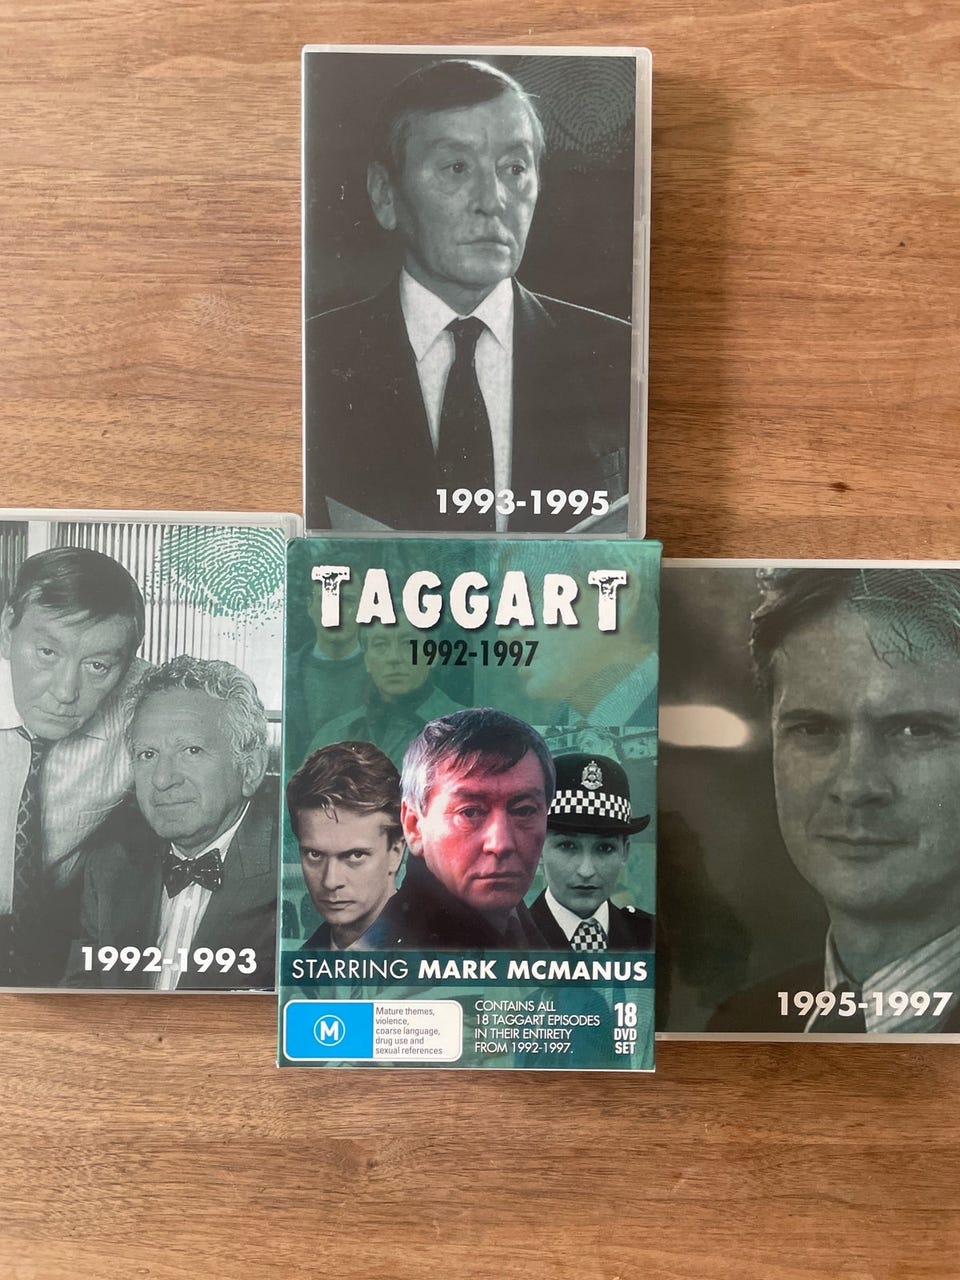 1993-1995
1992-1993
TAGGART
1992-1997
STARRING MARK MCMANUS
M
Mature themes,
violence,
coarse language,
drug use and
sexual references
CONTAINS ALL
18 TAGGART EPISODES
IN THEIR ENTIRETY
FROM 1992-1997.
18
DVD
SET
1995-1997